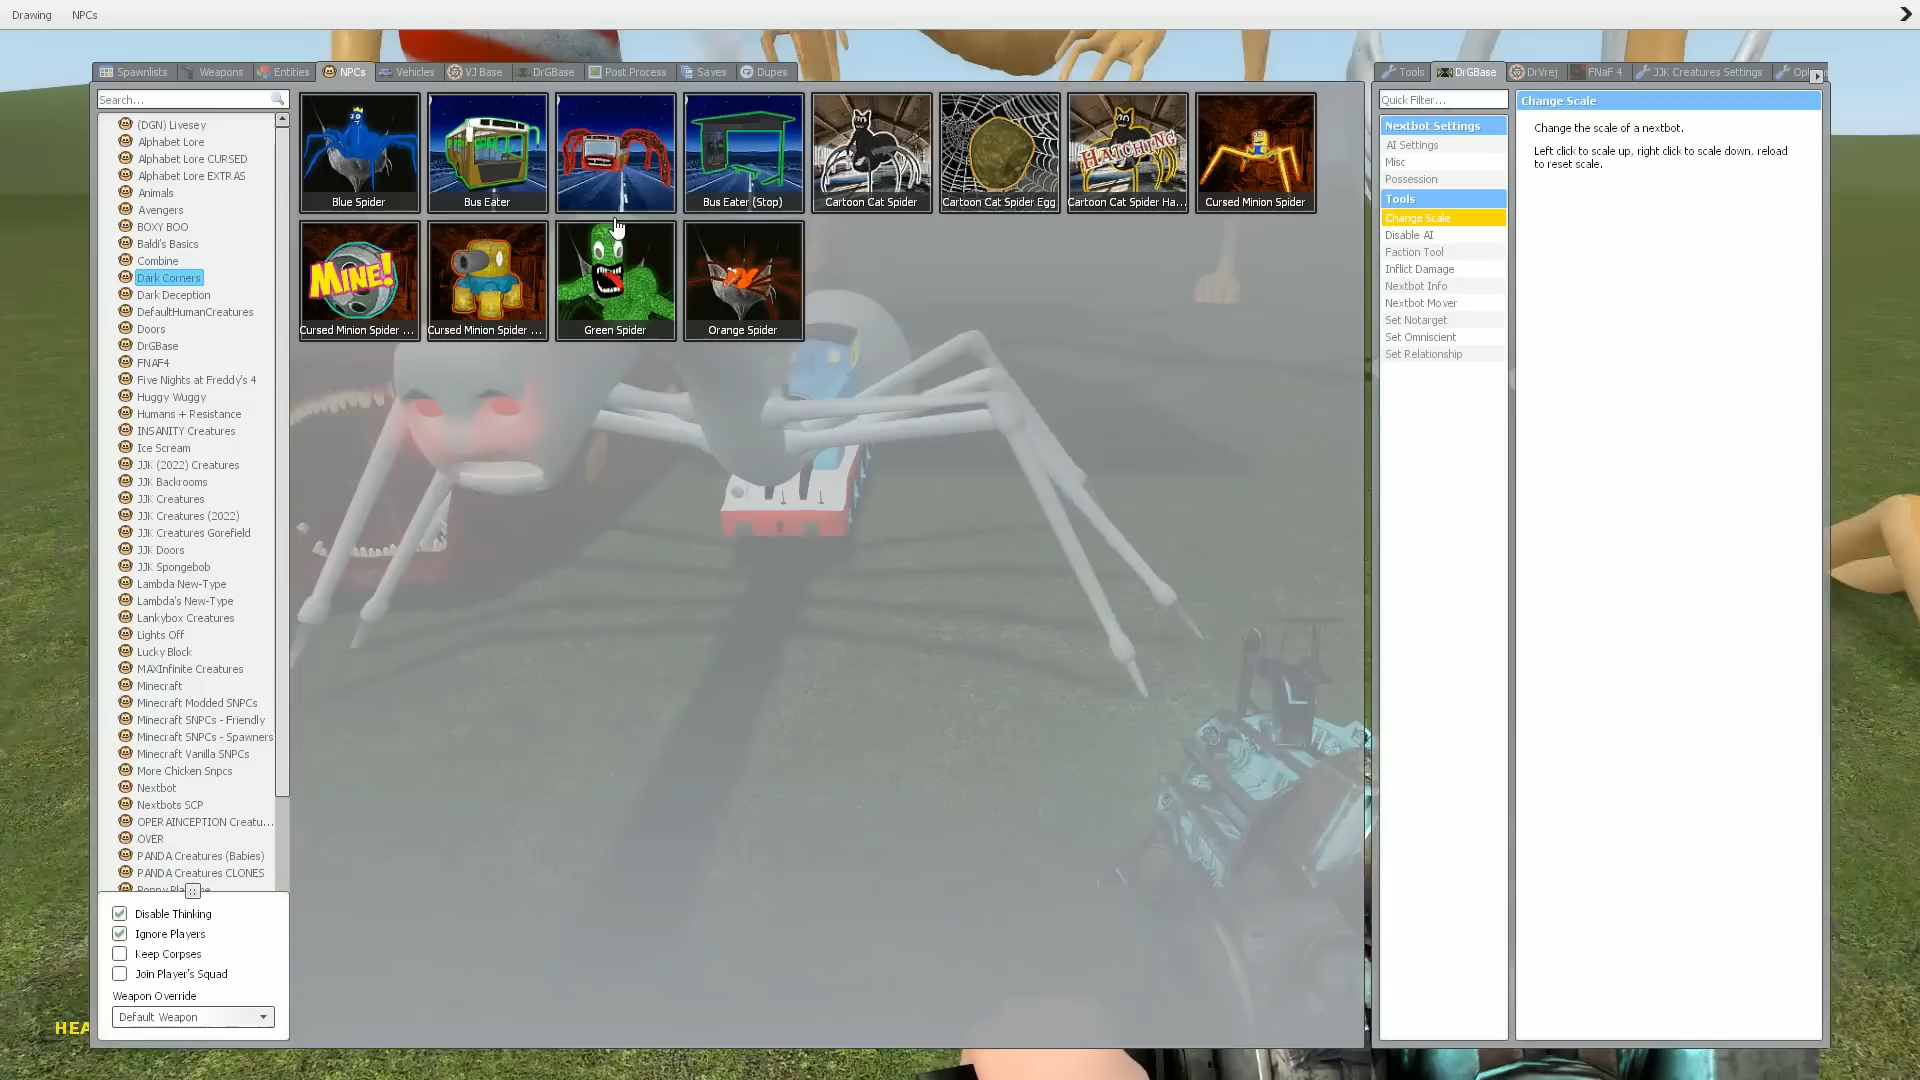 Drawing NPCs
Spawnlists Weapons Entities NPCs Vehicles VJ Base DrGBase Post Process Saves Dupes
Tools DrGBase DrVrej FNaF 4 JJK Creatures Settings
Search...
(DGN) Livesey
Alphabet Lore
Alphabet Lore CURSED
Alphabet Lore EXTRAS
Animals
Avengers
BOXY BOO
Baldi's Basics
Combine
Dark Corners
Dark Deception
DefaultHumanCreatures
Doors
DrGBase
FNAF4
Five Nights at Freddy's 4
Huggy Wuggy
Humans + Resistance
INSANITY Creatures
Ice Scream
JJK (2022) Creatures
JJK Backrooms
JJK Creatures
JJK Creatures (2022)
JJK Creatures Gorefield
JJK Doors
JJK Spongebob
Lambda New-Type
Lambda's New-Type
Lankybox Creatures
Lights Off
Lucky Block
MAXInfinite Creatures
Minecraft
Minecraft Modded SNPCs
Minecraft SNPCs - Friendly
Minecraft SNPCs - Spawners
Minecraft Vanilla SNPCs
More Chicken Snpcs
Nextbot
Nextbots SCP
OPERAINCEPTION Creatu...
OVER
PANDA Creatures (Babies)
PANDA Creatures CLONES
Disable Thinking
Ignore Players
Keep Corpses
Join Player's Squad
Weapon Override
Default Weapon
HEA
Blue Spider
Bus Eater
Bus Eater (Stop)
Cartoon Cat Spider
Cartoon Cat Spider Egg
HATCHING
Cartoon Cat Spider Ha...
Cursed Minion Spider
MINE!
Cursed Minion Spider ...
Cursed Minion Spider ...
Green Spider
Orange Spider
Quick Filter...
Nextbot Settings
AI Settings
Misc
Possession
Tools
Change Scale
Disable AI
Faction Tool
Inflict Damage
Nextbot Info
Nextbot Mover
Set Notarget
Set Omniscient
Set Relationship
Change Scale
Change the scale of a nextbot.
Left click to scale up, right click to scale down, reload
to reset scale.